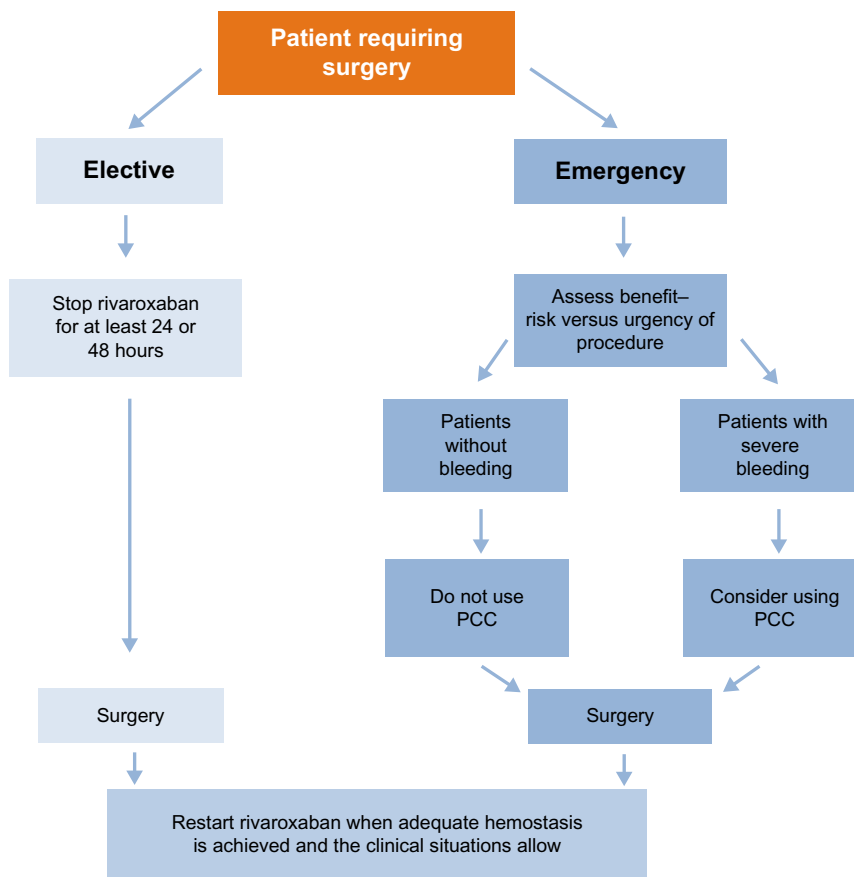 Patient requiring
surgery
Elective
Emergency
Stop rivaroxaban
for at least 24 or
48 hours
Assess benefit–
risk versus urgency of
procedure
Patients
without
bleeding
Patients with
severe
bleeding
Do not use
PCC
Consider using
PCC
Surgery
Surgery
Restart rivaroxaban when adequate hemostasis
is achieved and the clinical situations allow